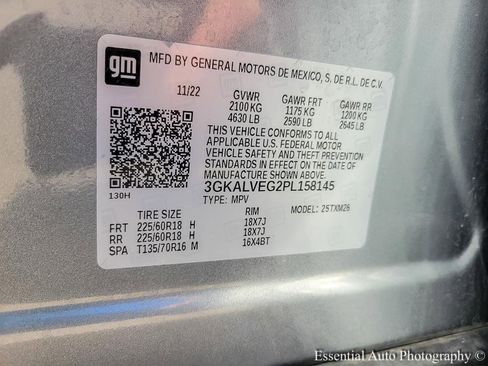 gm
MFD BY GENERAL MOTORS DE MEXICO, S. DE R.L. DE C.V.
11/22 GVWR GAWR FRT GAWR RR
2100 KG 1175 KG 1200 KG
4630 LB 2590 LB 2645 LB
THIS VEHICLE CONFORMS TO ALL
APPLICABLE U.S. FEDERAL MOTOR
VEHICLE SAFETY AND THEFT PREVENTION
STANDARDS IN EFFECT ON THE DATE OF
MANUFACTURE SHOWN ABOVE.
3GKALVEG2PL158145
130H TYPE: MPV MODEL: 25TXM26
TIRE SIZE RIM
FRT 225/60R18 H 18X7J
RR 225/60R18 H 18X7J
SPA T135/70R16 M 16X4BT
Essential Auto Photography